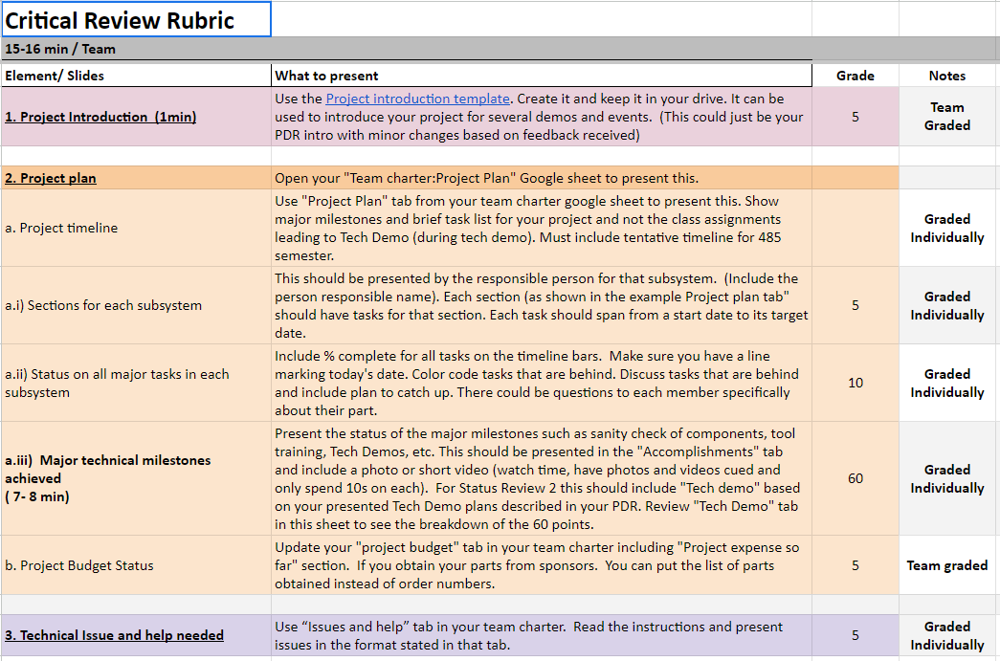 Critical Review Rubric
15-16 min / Team
Element/ Slides What to present Grade Notes
1. Project Introduction (1min)
Use the Project introduction template. Create it and keep it in your drive. It can be
used to introduce your project for several demos and events. (This could just be your
PDR intro with minor changes based on feedback received)
5
Team
Graded
2. Project plan
Open your "Team charter:Project Plan" Google sheet to present this.
a. Project timeline
Use "Project Plan" tab from your team charter google sheet to present this. Show
major milestones and brief task list for your project and not the class assignments
leading to Tech Demo (during tech demo). Must include tentative timeline for 485
semester.
Graded
Individually
a.i) Sections for each subsystem
This should be presented by the responsible person for that subsystem. (Include the
person responsible name). Each section (as shown in the example Project plan tab"
should have tasks for that section. Each task should span from a start date to its target
date.
5
Graded
Individually
a.ii) Status on all major tasks in each
subsystem
Include % complete for all tasks on the timeline bars. Make sure you have a line
marking today's date. Color code tasks that are behind. Discuss tasks that are behind
and include plan to catch up. There could be questions to each member specifically
about their part.
10
Graded
Individually
a.iii) Major technical milestones
achieved
( 7- 8 min)
Present the status of the major milestones such as sanity check of components, tool
training, Tech Demos, etc. This should be presented in the "Accomplishments" tab
and include a photo or short video (watch time, have photos and videos cued and
only spend 10s on each). For Status Review 2 this should include "Tech demo" based
on your presented Tech Demo plans described in your PDR. Review "Tech Demo" tab
in this sheet to see the breakdown of the 60 points.
60
Graded
Individually
b. Project Budget Status
Update your "project budget" tab in your team charter including "Project expense so
far" section. If you obtain your parts from sponsors. You can put the list of parts
obtained instead of order numbers.
5
Team graded
3. Technical Issue and help needed
Use “Issues and help” tab in your team charter. Read the instructions and present
issues in the format stated in that tab.
5
Graded
Individually